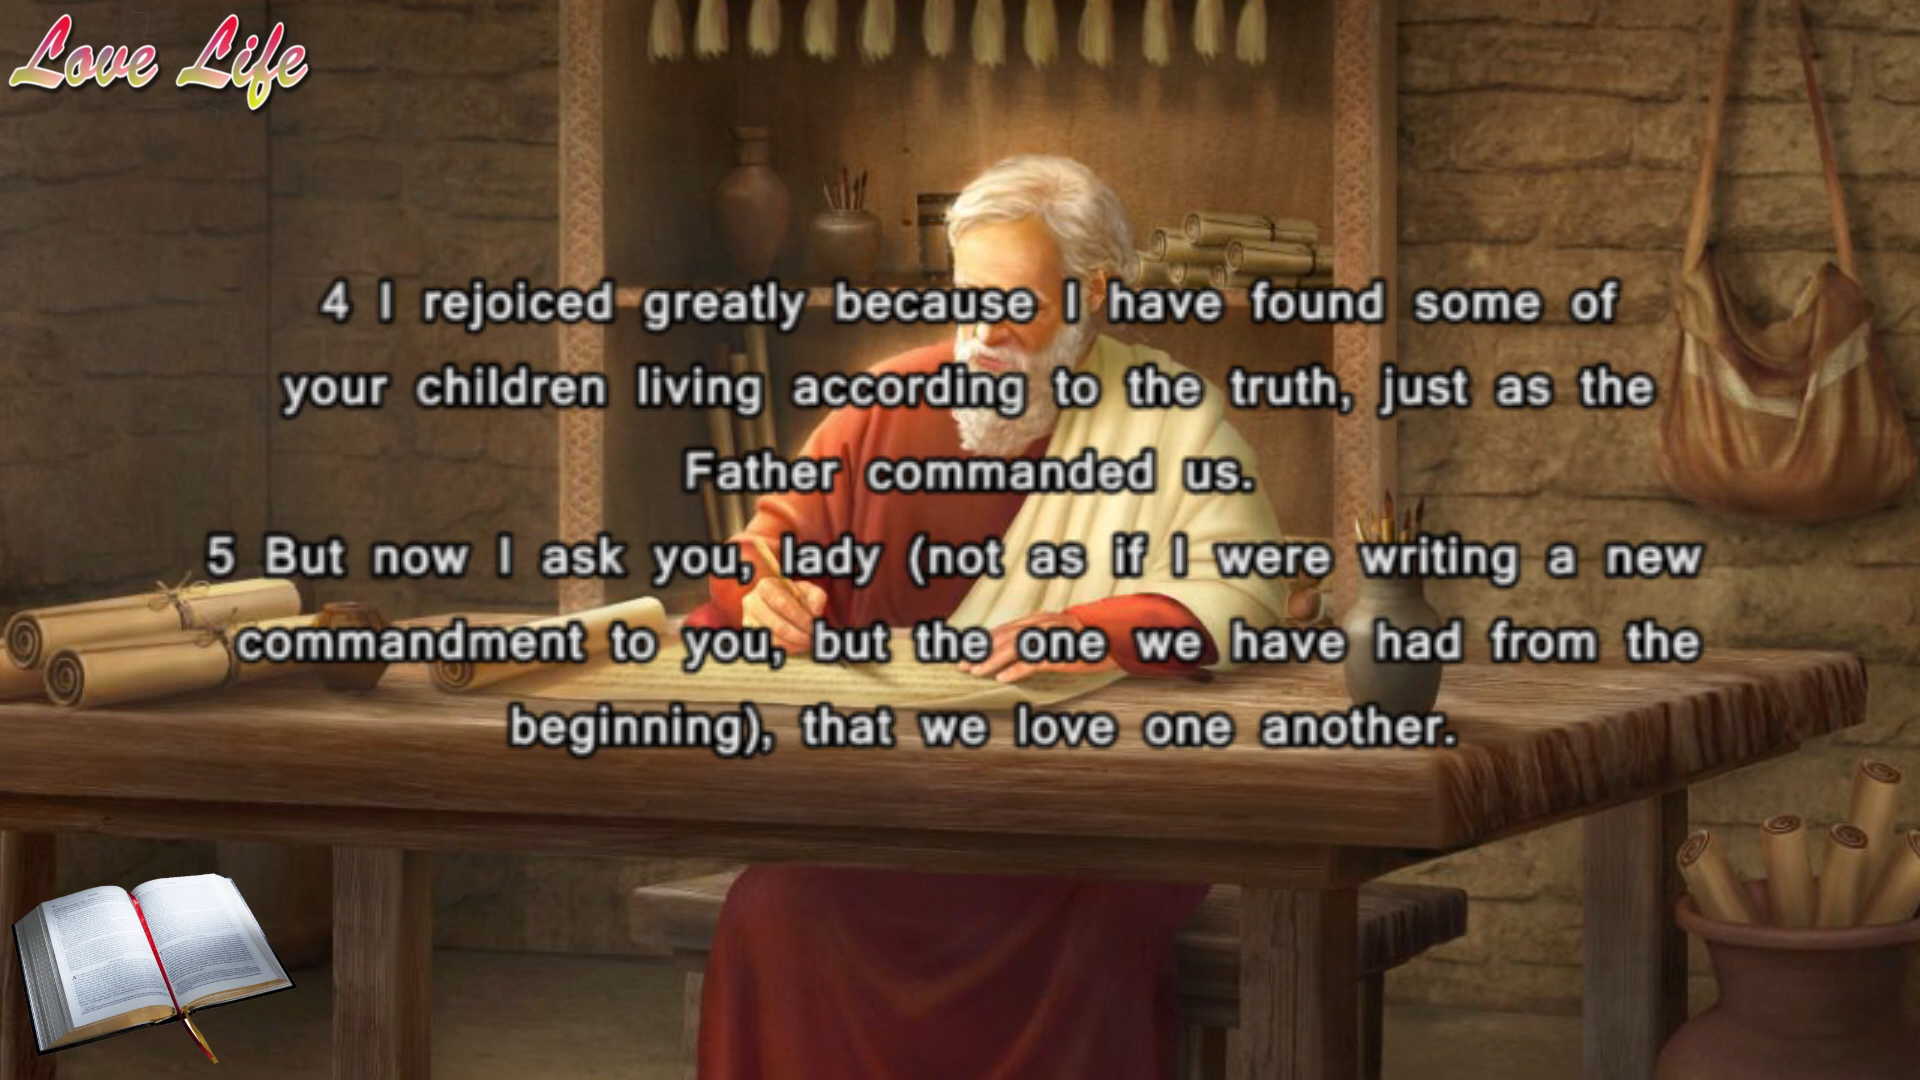 Love Life
4 I rejoiced greatly because I have found some of
your children living according to the truth, just as the
Father commanded us.
5 But now I ask you, lady (not as if I were writing a new
commandment to you, but the one we have had from the
beginning), that we love one another.